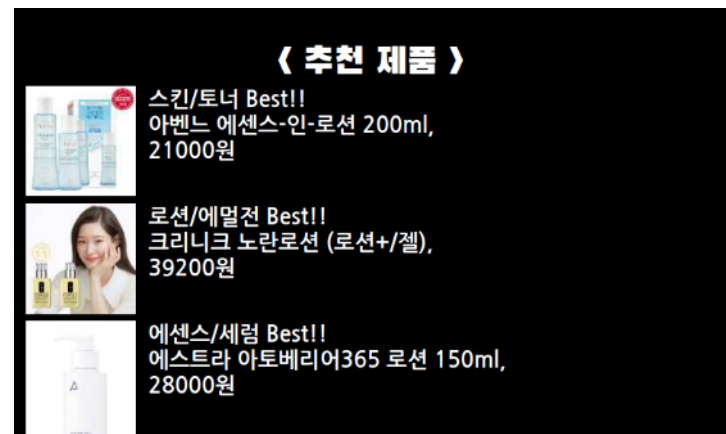 《 추천 제품 》
스킨/토너 Best!!
아벤느 에센스-인-로션 200ml,
21000원
로션/에멀전 Best!!
크리니크 노란로션 (로션+/젤),
39200원
에센스/세럼 Best!!
에스트라 아토베리어365 로션 150ml,
28000원